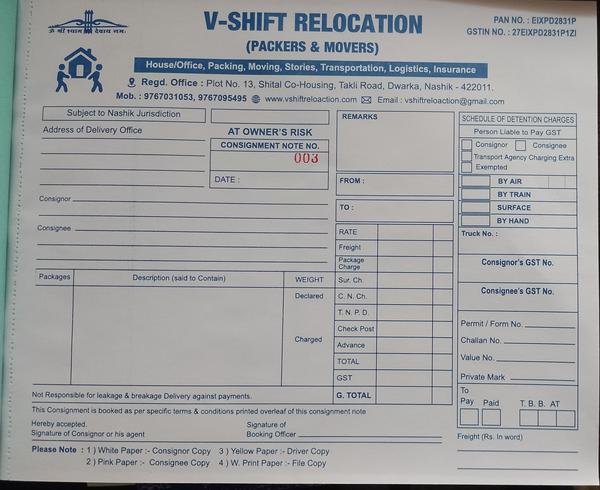 ॐ श्री श्याम देवाय नमः
V-SHIFT RELOCATION
(PACKERS & MOVERS)
PAN NO. : EIXPD2831P
GSTIN NO. : 27EIXPD2831P1ZI
House/Office, Packing, Moving, Stories, Transportation, Logistics, Insurance
Regd. Office : Plot No. 13, Shital Co-Housing, Takli Road, Dwarka, Nashik - 422011.
Mob. : 9767031053, 9767095495 www.vshiftreloaction.com Email : vshiftreloaction@gmail.com
Subject to Nashik Jurisdiction
Address of Delivery Office
AT OWNER'S RISK
CONSIGNMENT NOTE NO.
003
DATE :
Consignor
Consignee
REMARKS
FROM :
TO :
SCHEDULE OF DETENTION CHARGES
Person Liable to Pay GST
Consignor Consignee
Transport Agency Charging Extra
Exempted
BY AIR
BY TRAIN
SURFACE
BY HAND
Truck No. :
Consignor's GST No.
Consignee's GST No.
Packages Description (said to Contain) WEIGHT
Declared
Charged
RATE
Freight
Package Charge
Sur. Ch.
C. N. Ch.
T. N. P. D.
Check Post
Advance
TOTAL
GST
G. TOTAL
Permit / Form No.
Challan No.
Value No.
Private Mark
To Pay Paid T. B. B. AT
Freight (Rs. In word)
Not Responsible for leakage & breakage Delivery against payments.
This Consignment is booked as per specific terms & conditions printed overleaf of this consignment note
Hereby accepted.
Signature of Consignor or his agent
Signature of
Booking Officer
Please Note : 1 ) White Paper :- Consignor Copy 3 ) Yellow Paper :- Driver Copy
2 ) Pink Paper :- Consignee Copy 4 ) W. Print Paper :- File Copy